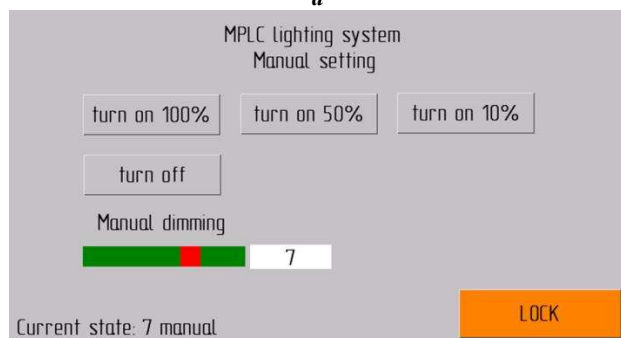 a
MPLC lighting system
Manual setting
turn on 100% turn on 50% turn on 10%
turn off
Manual dimming
7
LOCK
Current state: 7 manual